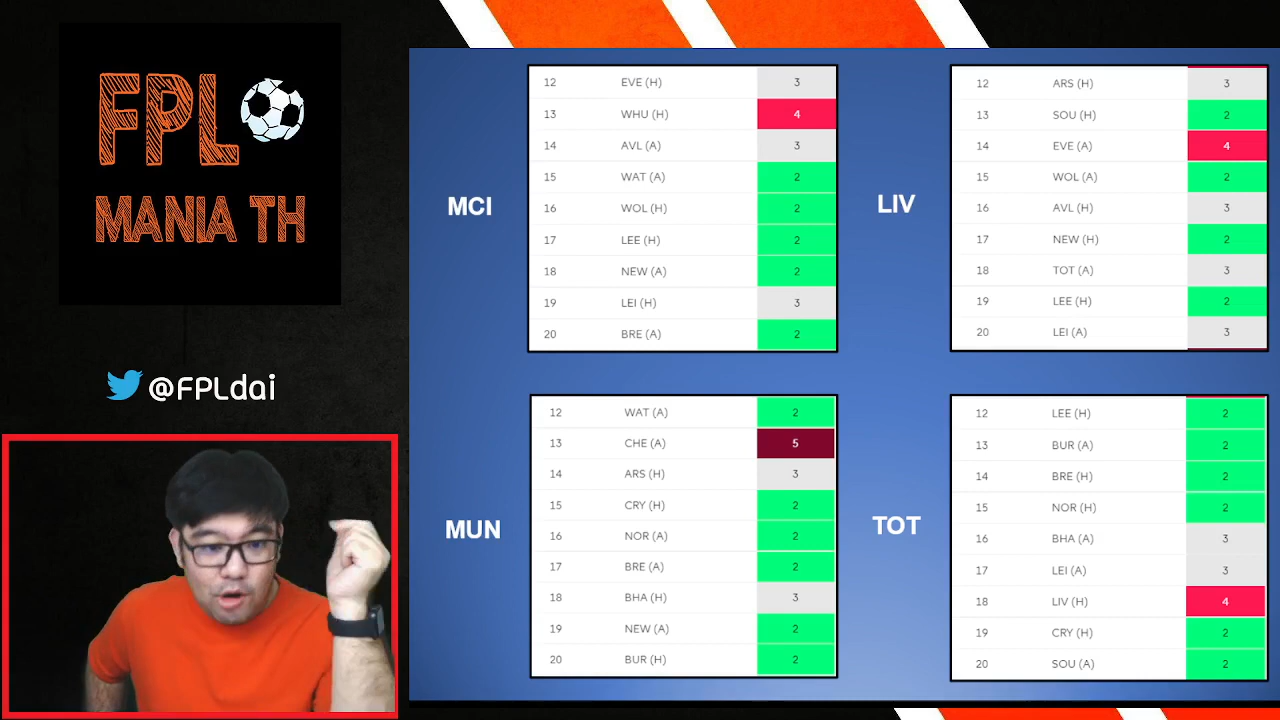 FPL
MANIA TH
@FPLdai
MCI
12 EVE (H) 3
13 WHU (H) 4
14 AVL (A) 3
15 WAT (A) 2
16 WOL (H) 2
17 LEE (H) 2
18 NEW (A) 2
19 LEI (H) 3
20 BRE (A) 2
LIV
12 ARS (H) 3
13 SOU (H) 2
14 EVE (A) 4
15 WOL (A) 2
16 AVL (H) 3
17 NEW (H) 2
18 TOT (A) 3
19 LEE (H) 2
20 LEI (A) 3
MUN
12 WAT (A) 2
13 CHE (A) 5
14 ARS (H) 3
15 CRY (H) 2
16 NOR (A) 2
17 BRE (A) 2
18 BHA (H) 3
19 NEW (A) 2
20 BUR (H) 2
TOT
12 LEE (H) 2
13 BUR (A) 2
14 BRE (H) 2
15 NOR (H) 2
16 BHA (A) 3
17 LEI (A) 3
18 LIV (H) 4
19 CRY (H) 2
20 SOU (A) 2